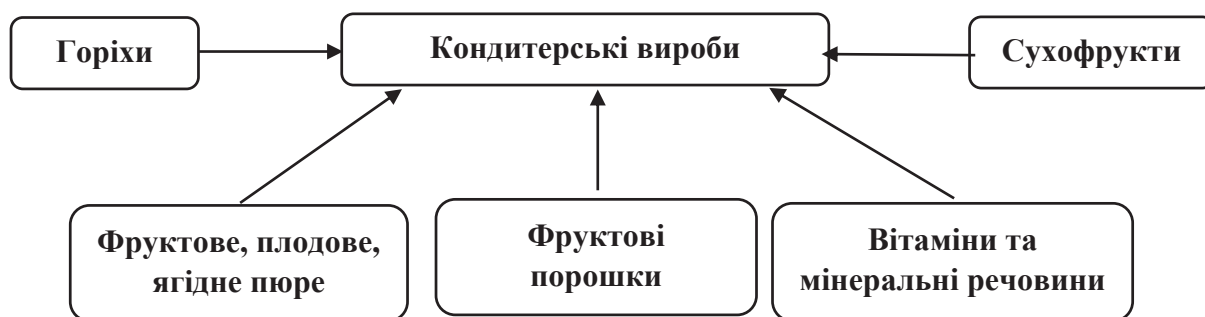 Горіхи
Кондитерські вироби
Сухофрукти
Фруктове, плодове,
ягідне пюре
Фруктові
порошки
Вітаміни та
мінеральні речовини